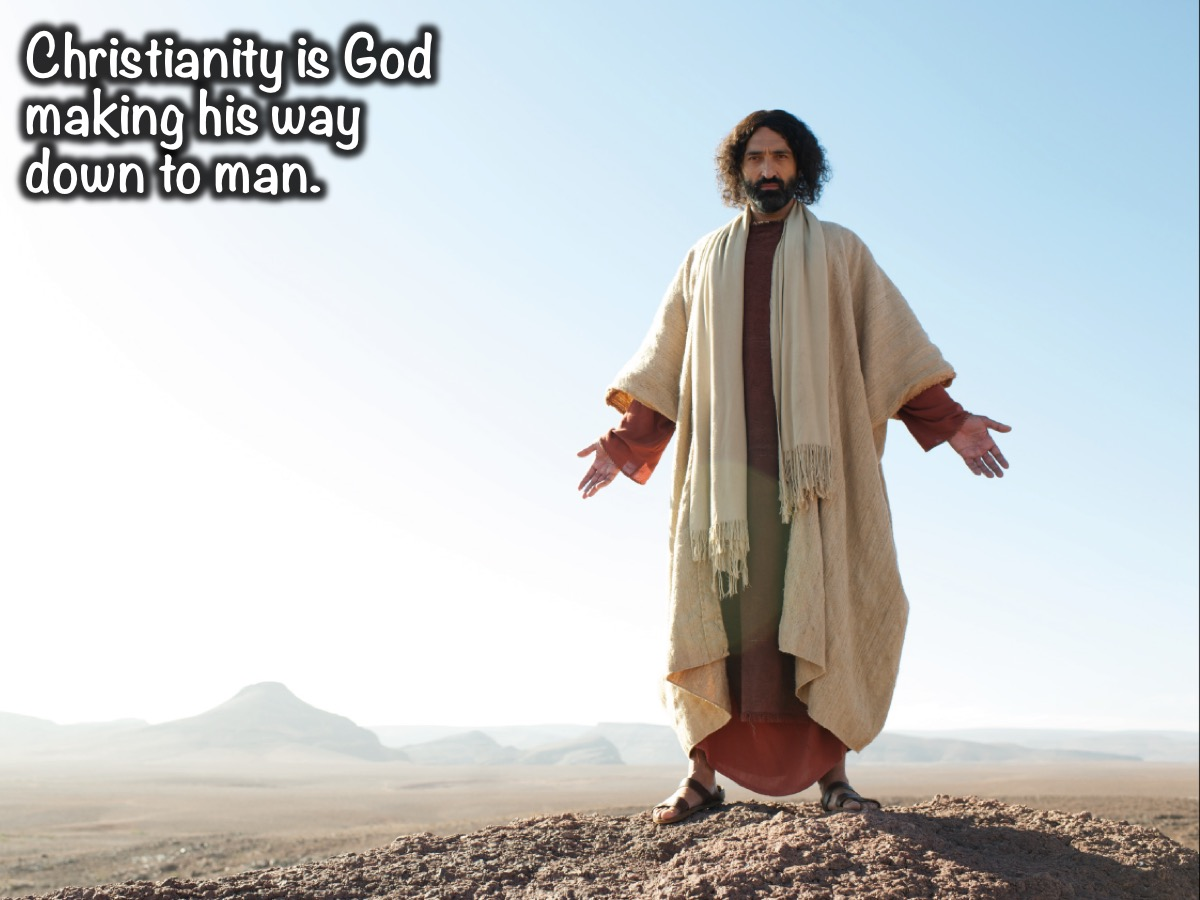 Christianity is God
making his way
down to man.